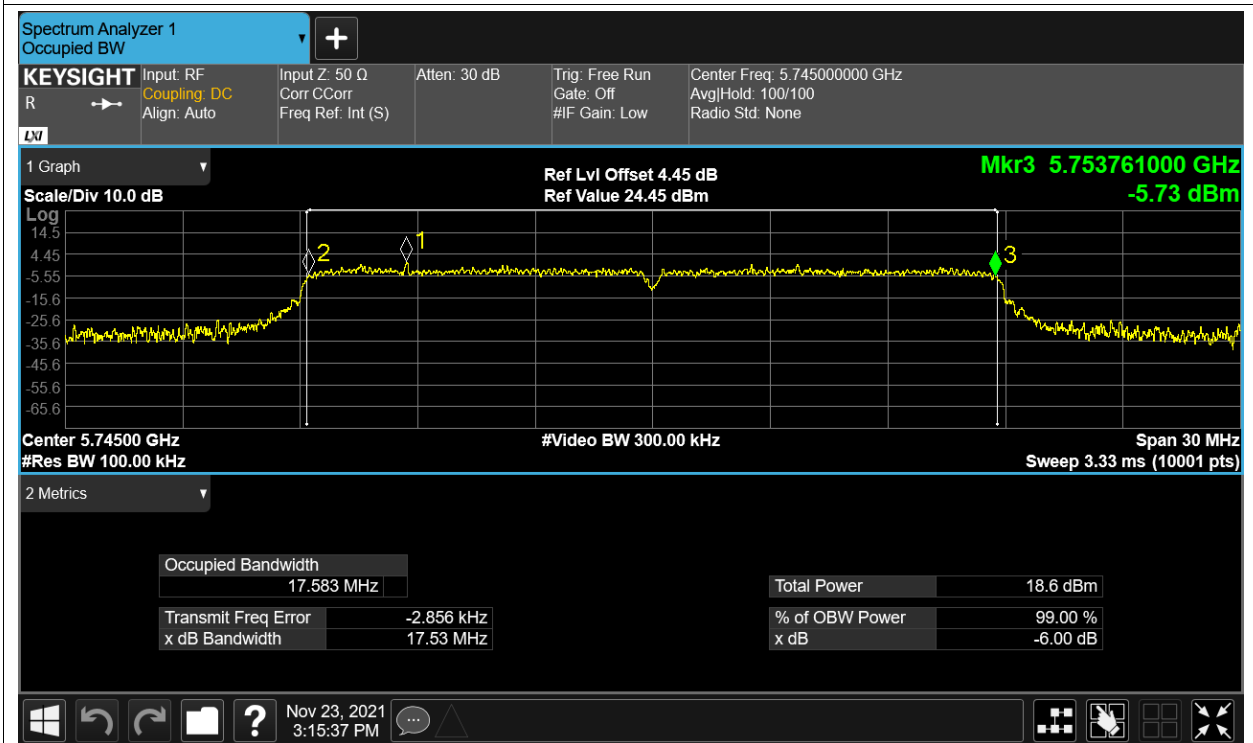 Spectrum Analyzer 1
Occupied BW
KEYSIGHT
R
LXI
Input: RF
Coupling: DC
Align: Auto
Input Z: 50 Ω
Corr CCorr
Freq Ref: Int (S)
Atten: 30 dB
Trig: Free Run
Gate: Off
#IF Gain: Low
Center Freq: 5.745000000 GHz
Avg|Hold: 100/100
Radio Std: None
1 Graph
Scale/Div 10.0 dB
Ref Lvl Offset 4.45 dB
Ref Value 24.45 dBm
Mkr3 5.753761000 GHz
-5.73 dBm
Log
14.5
4.45
-5.55
-15.6
-25.6
-35.6
-45.6
-55.6
-65.6
2
1
3
Center 5.74500 GHz
#Res BW 100.00 kHz
#Video BW 300.00 kHz
Span 30 MHz
Sweep 3.33 ms (10001 pts)
2 Metrics
Occupied Bandwidth
17.583 MHz
Transmit Freq Error -2.856 kHz
x dB Bandwidth 17.53 MHz
Total Power 18.6 dBm
% of OBW Power 99.00 %
x dB -6.00 dB
?
Nov 23, 2021
3:15:37 PM